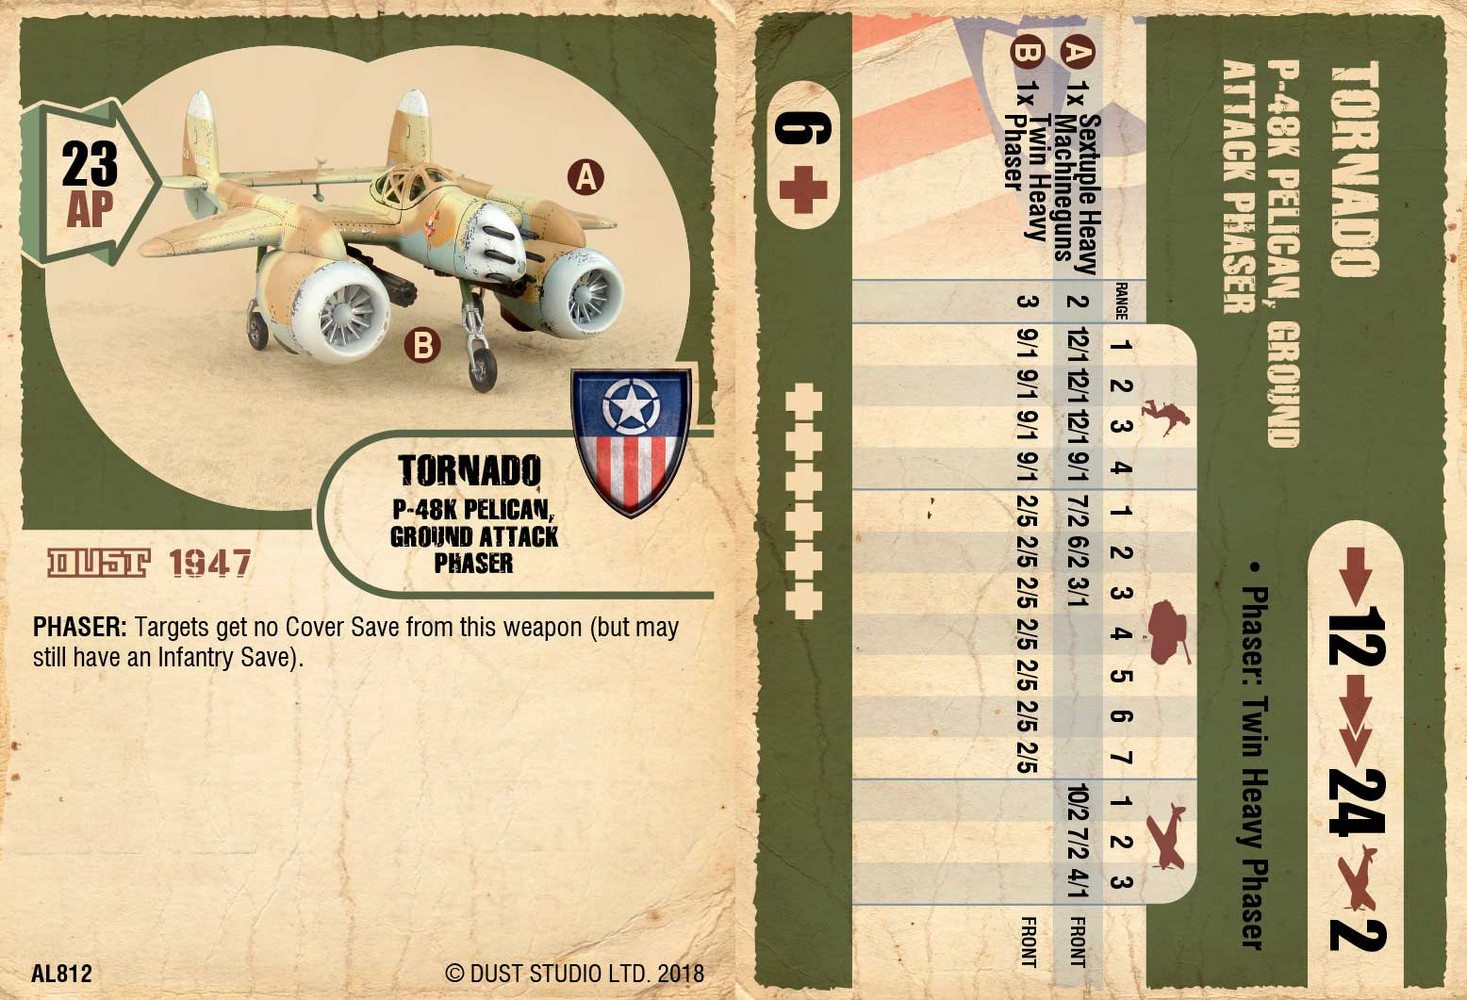 23
AP
A
B
TORNADO
P-48K PELICAN,
GROUND ATTACK
PHASER
DUST 1947
PHASER: Targets get no Cover Save from this weapon (but may
still have an Infantry Save).
AL812
© DUST STUDIO LTD. 2018
TORNADO
P-48K PELICAN, GROUND
ATTACK PHASER
12 24 2
• Phaser: Twin Heavy Phaser
RANGE 1 2 3 4 1 2 3 4 5 6 7 1 2 3
A 1x Sextuple Heavy
Machineguns 2 12/1 12/1 12/1 9/1 7/2 6/2 3/1 10/2 7/2 4/1 FRONT
B 1x Twin Heavy
Phaser 3 9/1 9/1 9/1 9/1 2/5 2/5 2/5 2/5 2/5 2/5 2/5 FRONT
6